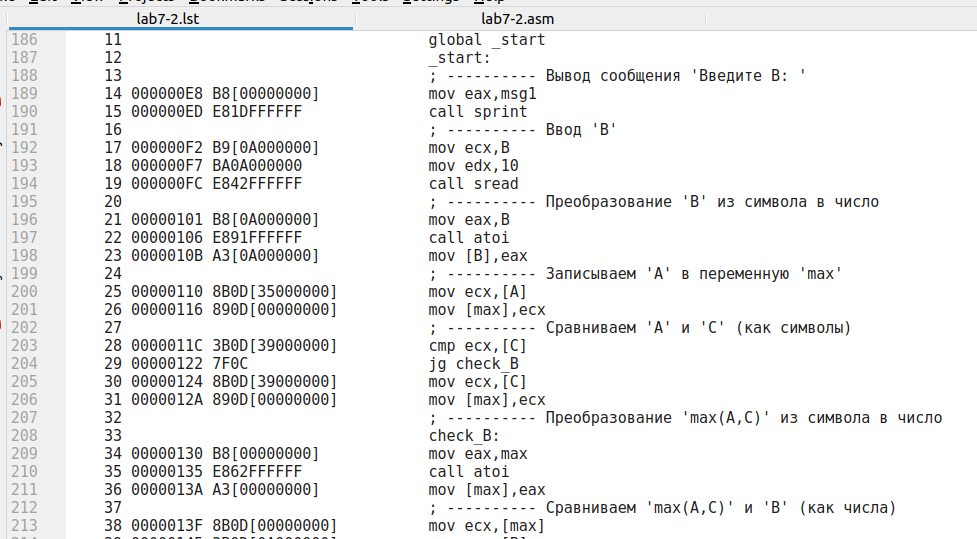 lab7-2.lst lab7-2.asm
186 11 global _start
187 12 _start:
188 13 ; ---------- Вывод сообщения 'Введите B: '
189 14 000000E8 B8[00000000] mov eax,msg1
190 15 000000ED E81DFFFFFF call sprint
191 16 ; ---------- Ввод 'B'
192 17 000000F2 B9[0A000000] mov ecx,B
193 18 000000F7 BA0A000000 mov edx,10
194 19 000000FC E842FFFFFF call sread
195 20 ; ---------- Преобразование 'B' из символа в число
196 21 00000101 B8[0A000000] mov eax,B
197 22 00000106 E891FFFFFF call atoi
198 23 0000010B A3[0A000000] mov [B],eax
199 24 ; ---------- Записываем 'A' в переменную 'max'
200 25 00000110 8B0D[35000000] mov ecx,[A]
201 26 00000116 890D[00000000] mov [max],ecx
202 27 ; ---------- Сравниваем 'A' и 'C' (как символы)
203 28 0000011C 3B0D[39000000] cmp ecx,[C]
204 29 00000122 7F0C jg check_B
205 30 00000124 8B0D[39000000] mov ecx,[C]
206 31 0000012A 890D[00000000] mov [max],ecx
207 32 ; ---------- Преобразование 'max(A,C)' из символа в число
208 33 check_B:
209 34 00000130 B8[00000000] mov eax,max
210 35 00000135 E862FFFFFF call atoi
211 36 0000013A A3[00000000] mov [max],eax
212 37 ; ---------- Сравниваем 'max(A,C)' и 'B' (как числа)
213 38 0000013F 8B0D[00000000] mov ecx,[max]